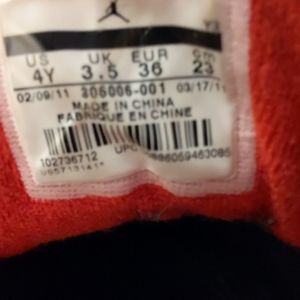 US UK EUR cm
4Y 3.5 36 23
02/09/11 306006-001 03/17/11
MADE IN CHINA
FABRIQUE EN CHINE
102736712 UPC